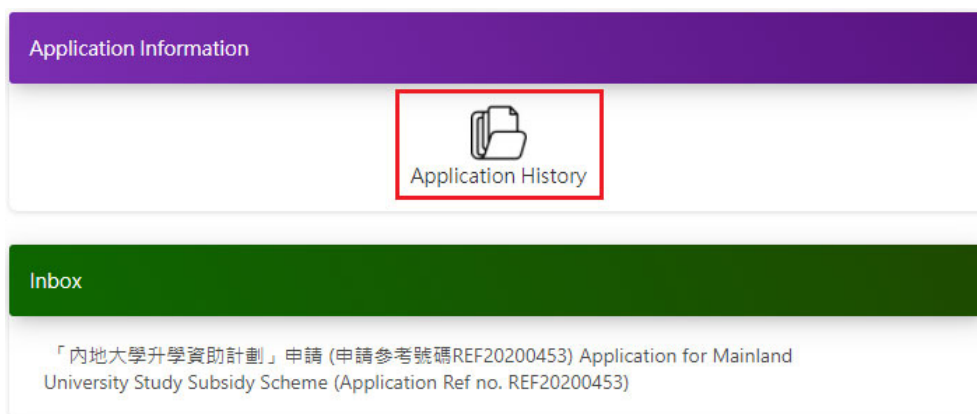 Application Information
Application History
Inbox
「內地大學升學資助計劃」申請 (申請參考號碼REF20200453) Application for Mainland
University Study Subsidy Scheme (Application Ref no. REF20200453)